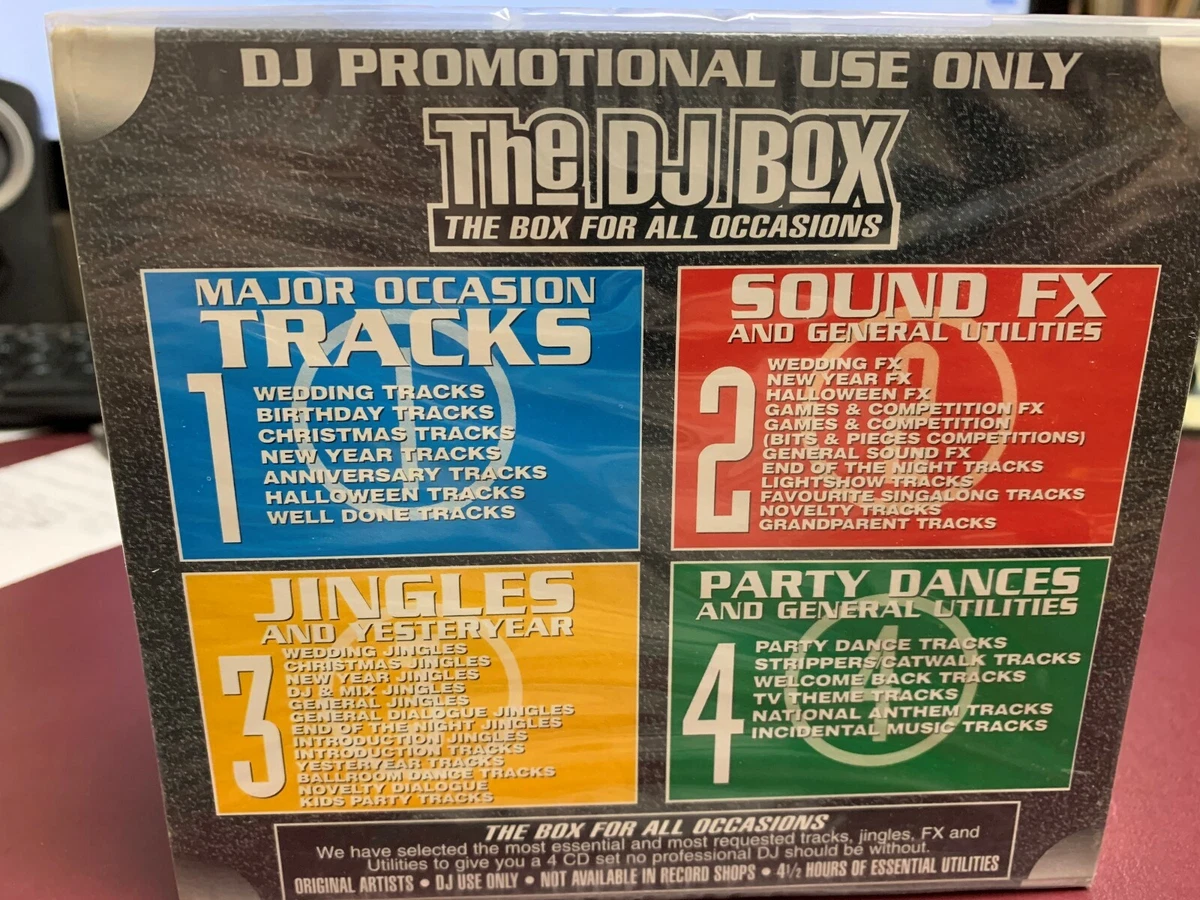 DJ PROMOTIONAL USE ONLY
The DJ BOX
THE BOX FOR ALL OCCASIONS
MAJOR OCCASION
TRACKS
1
WEDDING TRACKS
BIRTHDAY TRACKS
CHRISTMAS TRACKS
NEW YEAR TRACKS
ANNIVERSARY TRACKS
HALLOWEEN TRACKS
WELL DONE TRACKS
SOUND FX
AND GENERAL UTILITIES
2
WEDDING FX
NEW YEAR FX
HALLOWEEN FX
GAMES & COMPETITION FX
GAMES & COMPETITION
(BITS & PIECES COMPETITIONS)
GENERAL SOUND FX
END OF THE NIGHT TRACKS
LIGHTSHOW TRACKS
FAVOURITE SINGALONG TRACKS
NOVELTY TRACKS
GRANDPARENT TRACKS
JINGLES
AND YESTERYEAR
3
WEDDING JINGLES
CHRISTMAS JINGLES
NEW YEAR JINGLES
DJ & MIX JINGLES
GENERAL JINGLES
GENERAL DIALOGUE JINGLES
END OF THE NIGHT JINGLES
INTRODUCTION JINGLES
INTRODUCTION TRACKS
YESTERYEAR TRACKS
BALLROOM DANCE TRACKS
NOVELTY DIALOGUE
KIDS PARTY TRACKS
PARTY DANCES
AND GENERAL UTILITIES
4
PARTY DANCE TRACKS
STRIPPERS/CATWALK TRACKS
WELCOME BACK TRACKS
TV THEME TRACKS
NATIONAL ANTHEM TRACKS
INCIDENTAL MUSIC TRACKS
THE BOX FOR ALL OCCASIONS
We have selected the most essential and most requested tracks, jingles, FX and
Utilities to give you a 4 CD set no professional DJ should be without.
ORIGINAL ARTISTS • DJ USE ONLY • NOT AVAILABLE IN RECORD SHOPS • 4½ HOURS OF ESSENTIAL UTILITIES